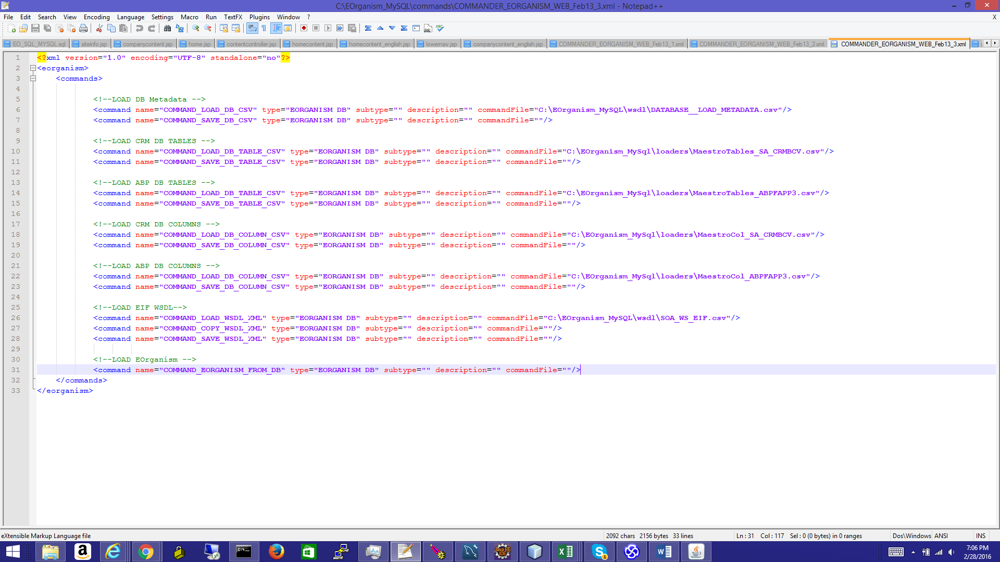 C:\EOrganism_MySQL\commands\COMMANDER_EORGANISM_WEB_Feb13_3.xml - Notepad++
File Edit Search View Encoding Language Settings Macro Run TextFX Plugins Window ? X
EO_SQL_MYSQL.sql siteinfo.jsp companycontent.jsp home.jsp contentcontroller.jsp homecontent.jsp homecontent_english.jsp lowernav.jsp companycontent_english.jsp COMMANDER_EORGANISM_WEB_Feb13_1.xml COMMANDER_EORGANISM_WEB_Feb13_2.xml COMMANDER_EORGANISM_WEB_Feb13_3.xml
1 <?xml version="1.0" encoding="UTF-8" standalone="no"?>
2 <eorganism>
3 <commands>
4
5 <!--LOAD DB Metadata -->
6 <command name="COMMAND_LOAD_DB_CSV" type="EORGANISM DB" subtype="" description="" commandFile="C:\EOrganism_MySQL\wsdl\DATABASE__LOAD_METADATA.csv"/>
7 <command name="COMMAND_SAVE_DB_CSV" type="EORGANISM DB" subtype="" description="" commandFile=""/>
8
9 <!--LOAD CRM DB TABLES -->
10 <command name="COMMAND_LOAD_DB_TABLE_CSV" type="EORGANISM DB" subtype="" description="" commandFile="C:\EOrganism_MySql\loaders\MaestroTables_SA_CRMBCV.csv"/>
11 <command name="COMMAND_SAVE_DB_TABLE_CSV" type="EORGANISM DB" subtype="" description="" commandFile=""/>
12
13 <!--LOAD ABP DB TABLES -->
14 <command name="COMMAND_LOAD_DB_TABLE_CSV" type="EORGANISM DB" subtype="" description="" commandFile="C:\EOrganism_MySql\loaders\MaestroTables_ABPFAPP3.csv"/>
15 <command name="COMMAND_SAVE_DB_TABLE_CSV" type="EORGANISM DB" subtype="" description="" commandFile=""/>
16
17 <!--LOAD CRM DB COLUMNS -->
18 <command name="COMMAND_LOAD_DB_COLUMN_CSV" type="EORGANISM DB" subtype="" description="" commandFile="C:\EOrganism_MySql\loaders\MaestroCol_SA_CRMBCV.csv"/>
19 <command name="COMMAND_SAVE_DB_COLUMN_CSV" type="EORGANISM DB" subtype="" description="" commandFile=""/>
20
21 <!--LOAD ABP DB COLUMNS -->
22 <command name="COMMAND_LOAD_DB_COLUMN_CSV" type="EORGANISM DB" subtype="" description="" commandFile="C:\EOrganism_MySql\loaders\MaestroCol_ABPFAPP3.csv"/>
23 <command name="COMMAND_SAVE_DB_COLUMN_CSV" type="EORGANISM DB" subtype="" description="" commandFile=""/>
24
25 <!--LOAD EIF WSDL-->
26 <command name="COMMAND_LOAD_WSDL_XML" type="EORGANISM DB" subtype="" description="" commandFile="C:\EOrganism_MySQL\wsdl\SOA_WS_EIF.csv"/>
27 <command name="COMMAND_COPY_WSDL_XML" type="EORGANISM DB" subtype="" description="" commandFile=""/>
28 <command name="COMMAND_SAVE_WSDL_XML" type="EORGANISM DB" subtype="" description="" commandFile=""/>
29
30 <!--LOAD EOrganism -->
31 <command name="COMMAND_EORGANISM_FROM_DB" type="EORGANISM DB" subtype="" description="" commandFile=""/>
32 </commands>
33 </eorganism>
eXtensible Markup Language file 2092 chars 2156 bytes 33 lines Ln : 31 Col : 117 Sel : 0 (0 bytes) in 0 ranges Dos\Windows ANSI INS
7:06 PM
2/28/2016